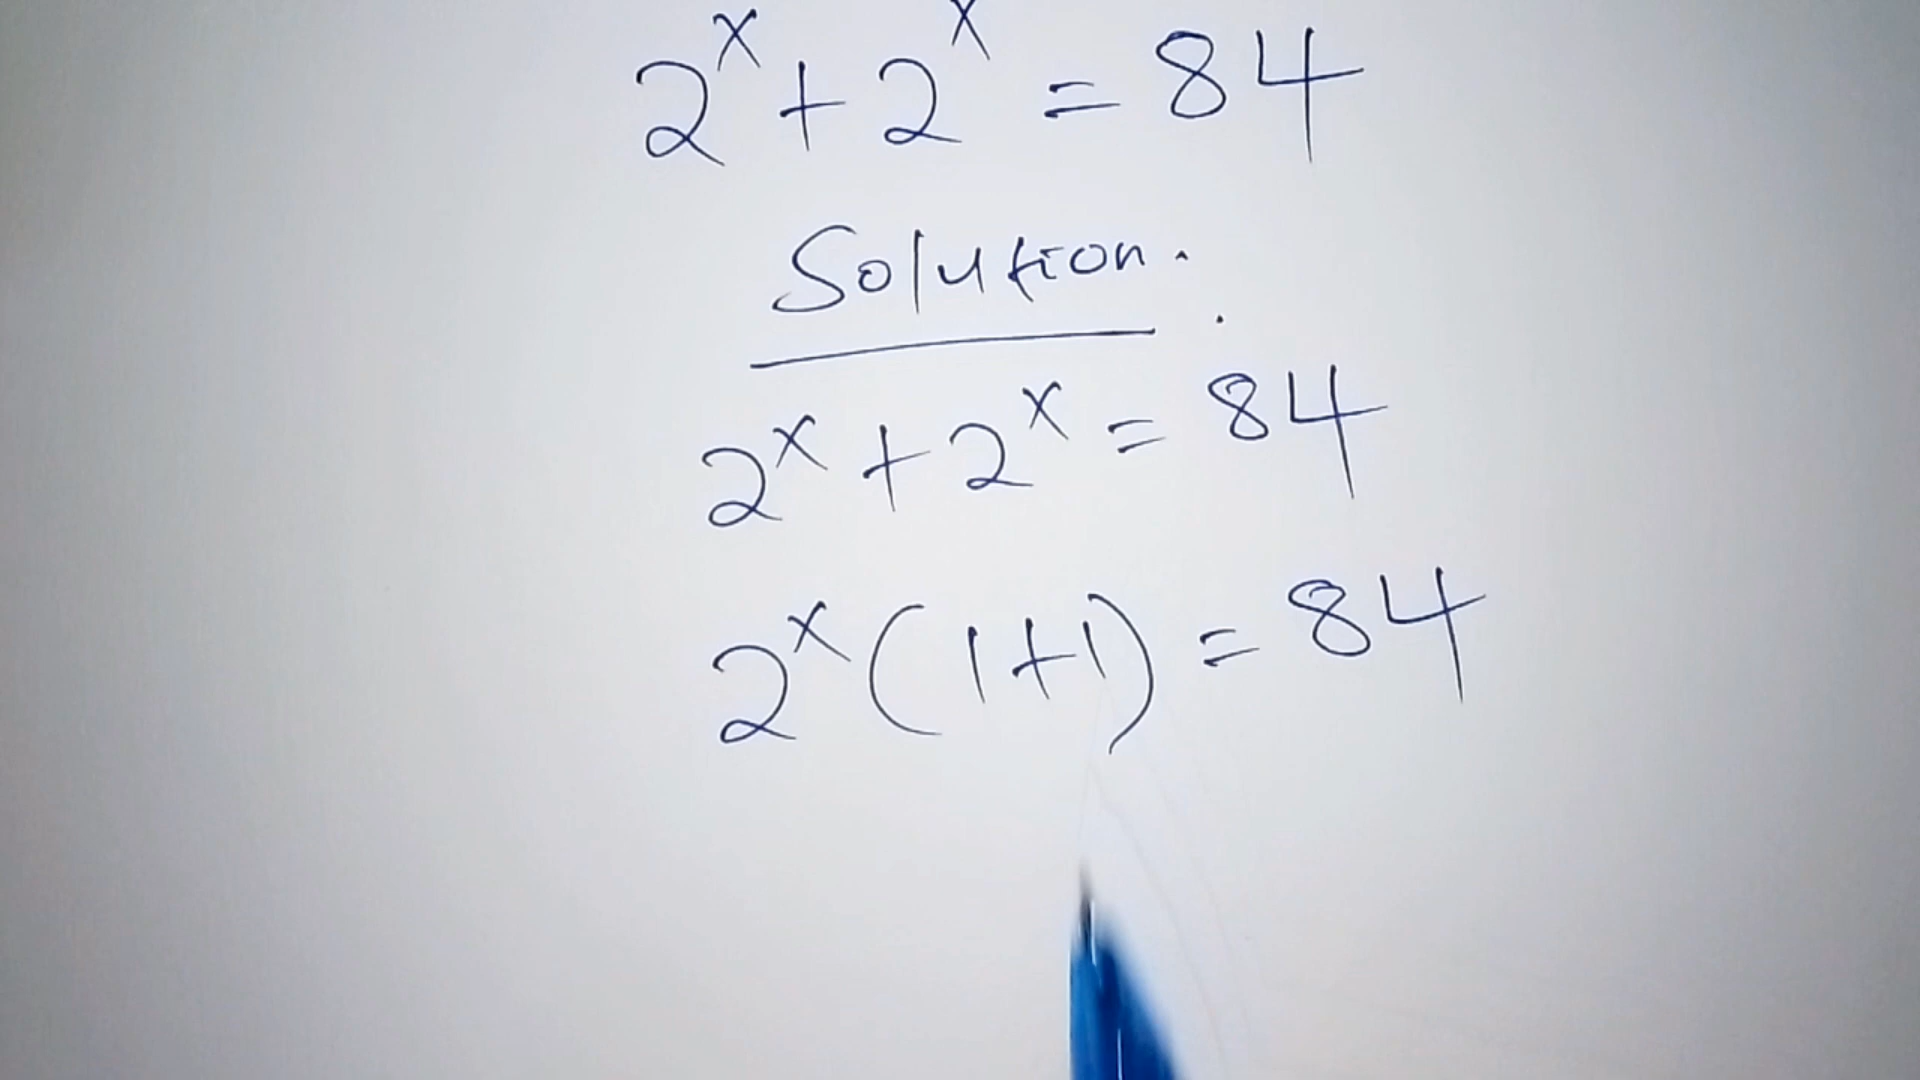 2^x + 2^x = 84
Solution.
2^x + 2^x = 84
2^x (1+1) = 84